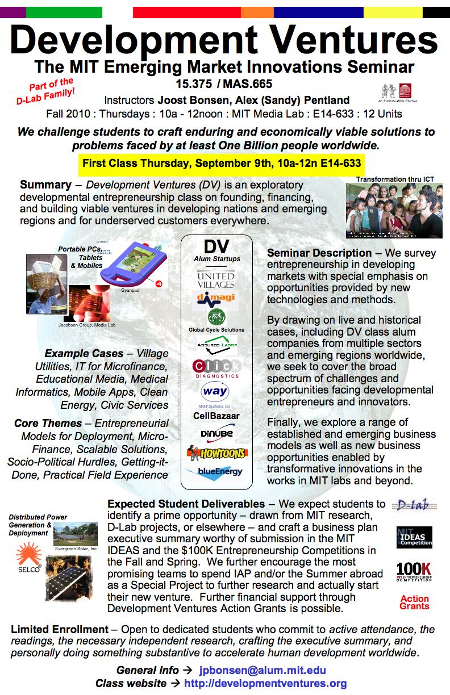 Development Ventures
The MIT Emerging Market Innovations Seminar
Part of the
D-Lab Family!
15.375 / MAS.665
Instructors Joost Bonsen, Alex (Sandy) Pentland
Fall 2010 : Thursdays : 10a - 12noon : MIT Media Lab : E14-633 : 12 Units
We challenge students to craft enduring and economically viable solutions to
problems faced by at least One Billion people worldwide.
First Class Thursday, September 9th, 10a-12n E14-633
Summary – Development Ventures (DV) is an exploratory
developmental entrepreneurship class on founding, financing,
and building viable ventures in developing nations and emerging
regions and for underserved customers everywhere.
Transformation thru ICT
Portable PCs,
Tablets
& Mobiles
Gyanduc
Jacobson Group, Media Lab
Example Cases – Village
Utilities, IT for Microfinance,
Educational Media, Medical
Informatics, Mobile Apps, Clean
Energy, Civic Services
Core Themes – Entrepreneurial
Models for Deployment, Micro-
Finance, Scalable Solutions,
Socio-Political Hurdles, Getting-it-
Done, Practical Field Experience
DV
Alum Startups
UNITED
VILLAGES
dimagi
Global Cycle Solutions
Click
DIAGNOSTICS
way
CellBazaar
DINUBE
HOWTOONS
blueEnergy
Seminar Description – We survey
entrepreneurship in developing
markets with special emphasis on
opportunities provided by new
technologies and methods.
By drawing on live and historical
cases, including DV class alum
companies from multiple sectors
and emerging regions worldwide,
we seek to cover the broad
spectrum of challenges and
opportunities facing developmental
entrepreneurs and innovators.
Finally, we explore a range of
established and emerging business
models as well as new business
opportunities enabled by
transformative innovations in the
works in MIT labs and beyond.
Distributed Power
Generation &
Deployment
Evergreen Solar, Inc
SELCO
Expected Student Deliverables – We expect students to
identify a prime opportunity – drawn from MIT research,
D-Lab projects, or elsewhere – and craft a business plan
executive summary worthy of submission in the MIT
IDEAS and the $100K Entrepreneurship Competitions in
the Fall and Spring. We further encourage the most
promising teams to spend IAP and/or the Summer abroad
as a Special Project to further research and actually start
their new venture. Further financial support through
Development Ventures Action Grants is possible.
D-Lab
MIT
IDEAS
Competition
100K
Action
Grants
Limited Enrollment – Open to dedicated students who commit to active attendance, the
readings, the necessary independent research, crafting the executive summary, and
personally doing something substantive to accelerate human development worldwide.
General Info → jpbonsen@alum.mit.edu
Class website → http://developmentventures.org